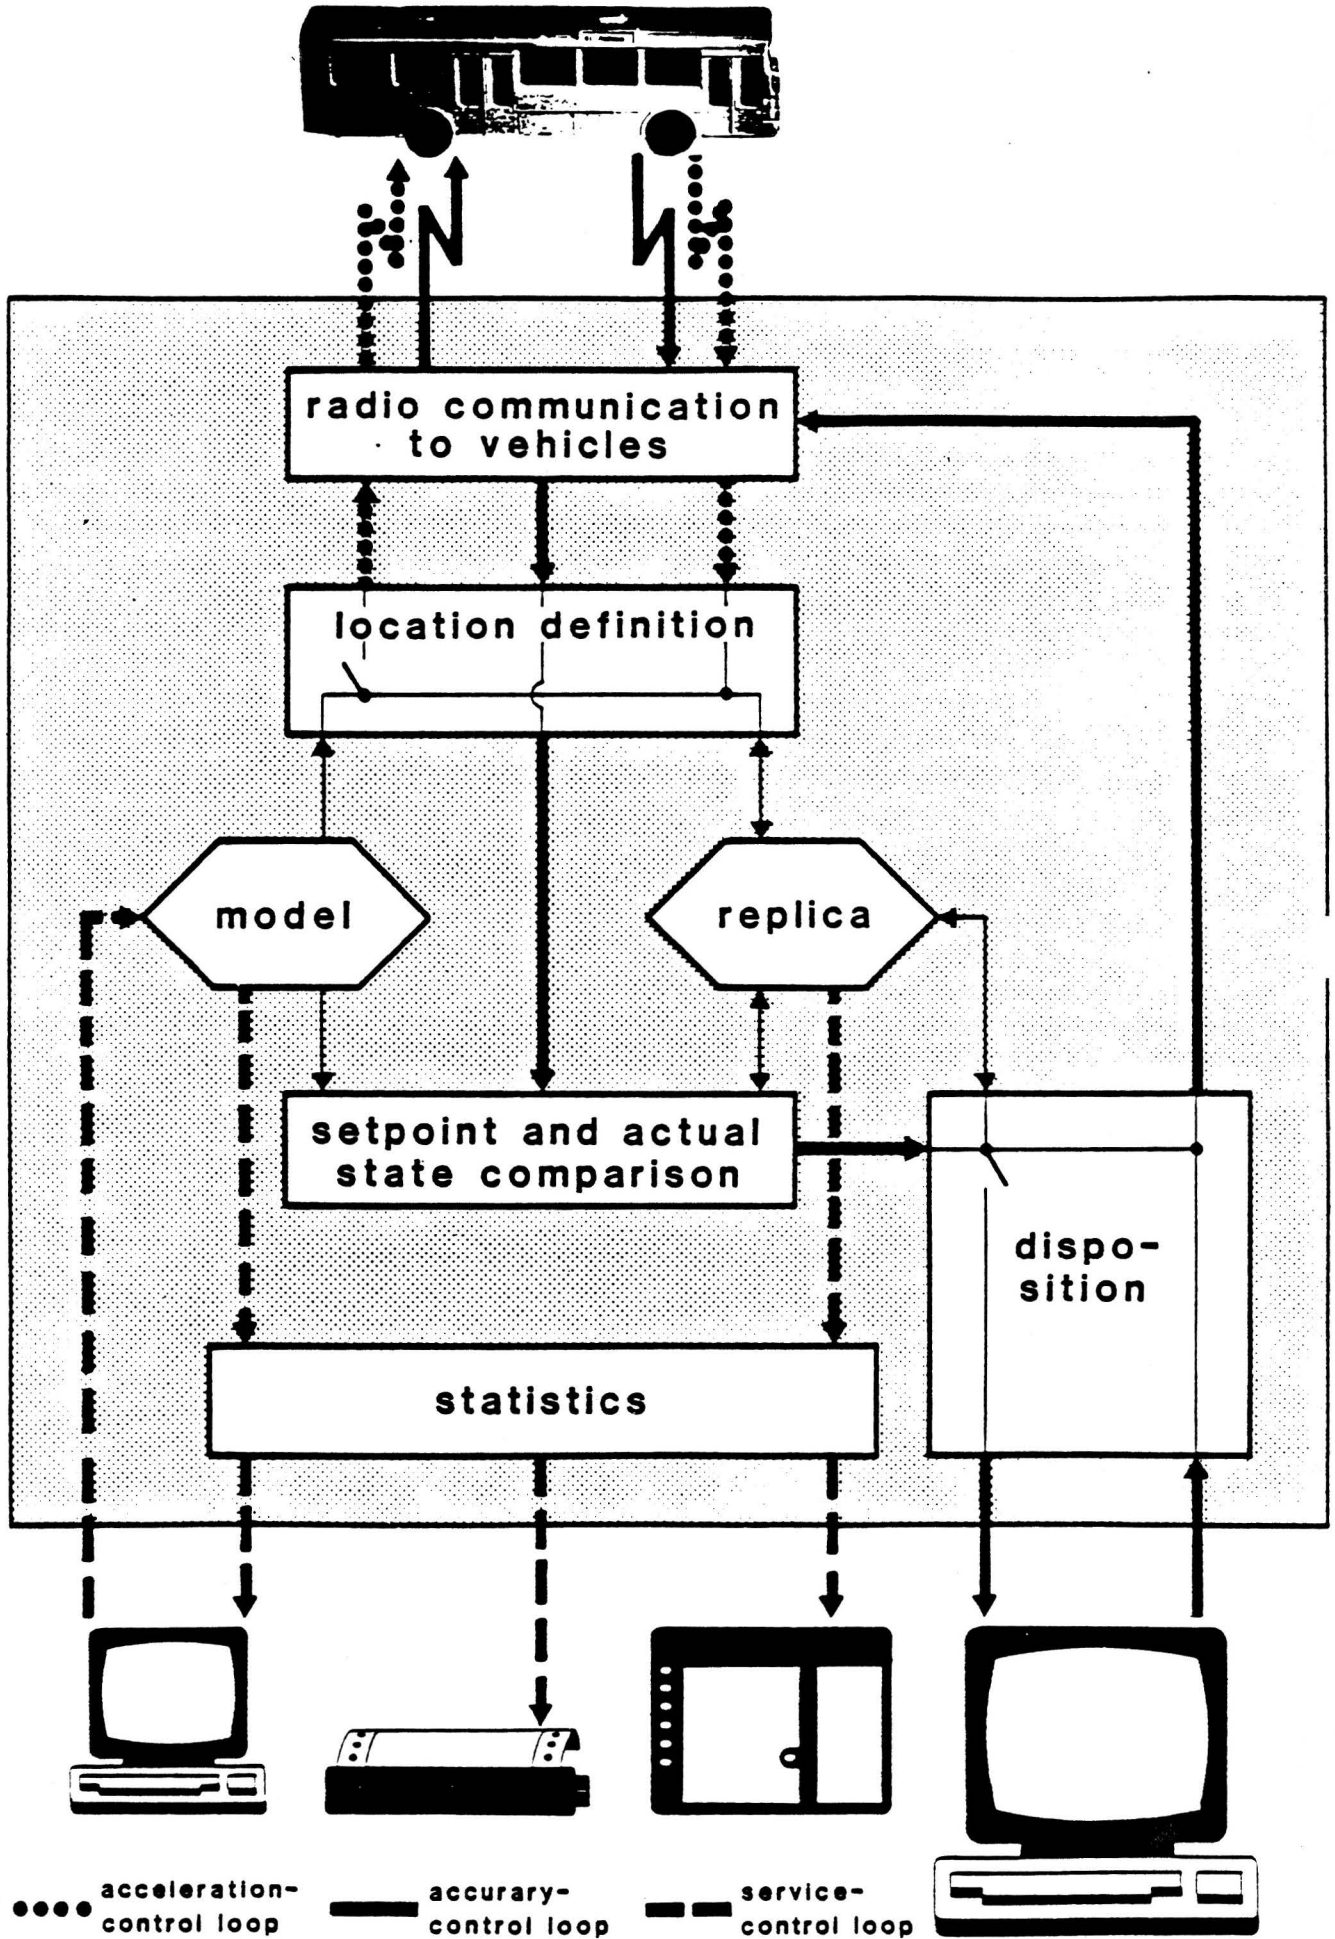 radio communication
to vehicles
location definition
model
replica
setpoint and actual
state comparison
dispo-
sition
statistics
acceleration-
control loop
accurary-
control loop
service-
control loop